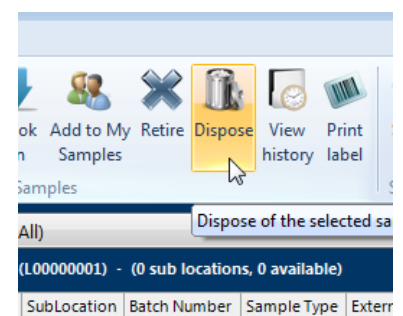 ok Add to My Retire Dispose View Print
n Samples history label
Samples
All) Dispose of the selected sa
(L00000001) - (0 sub locations, 0 available)
SubLocation Batch Number Sample Type Extern